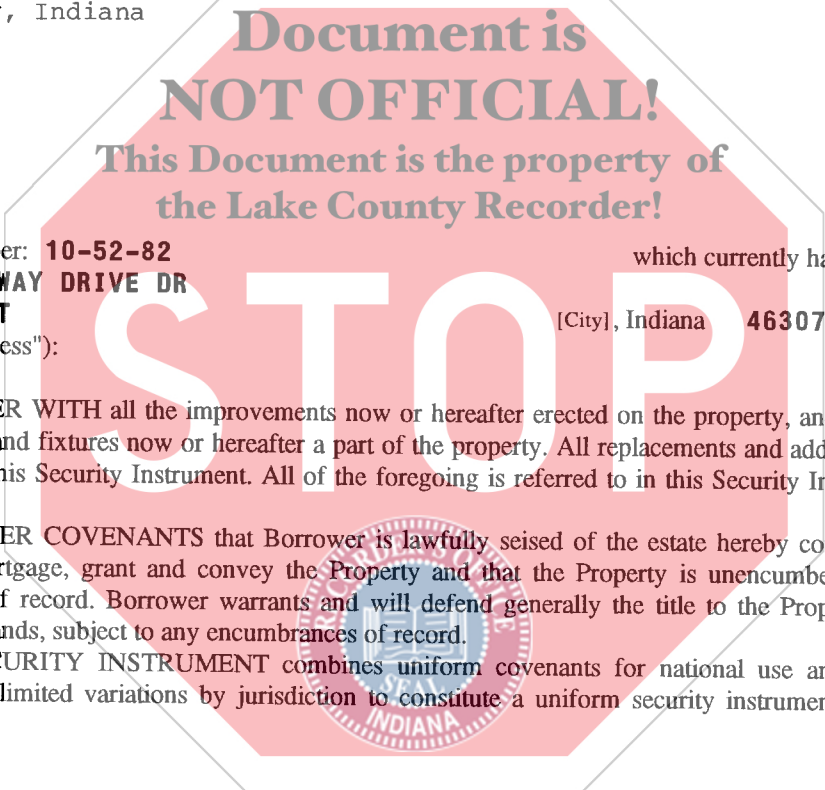 , Indiana
Document is
NOT OFFICIAL!
This Document is the property of
the Lake County Recorder!
er: 10-52-82 which currently ha
WAY DRIVE DR
T
[City], Indiana 46307
ess"):
STOP
ER WITH all the improvements now or hereafter erected on the property, an
and fixtures now or hereafter a part of the property. All replacements and add
his Security Instrument. All of the foregoing is referred to in this Security In
ER COVENANTS that Borrower is lawfully seised of the estate hereby co
rtgage, grant and convey the Property and that the Property is unencumbe
f record. Borrower warrants and will defend generally the title to the Prop
ands, subject to any encumbrances of record.
CURITY INSTRUMENT combines uniform covenants for national use an
limited variations by jurisdiction to constitute a uniform security instrumen
RECORDER'S OFFICE
SEAL
INDIANA